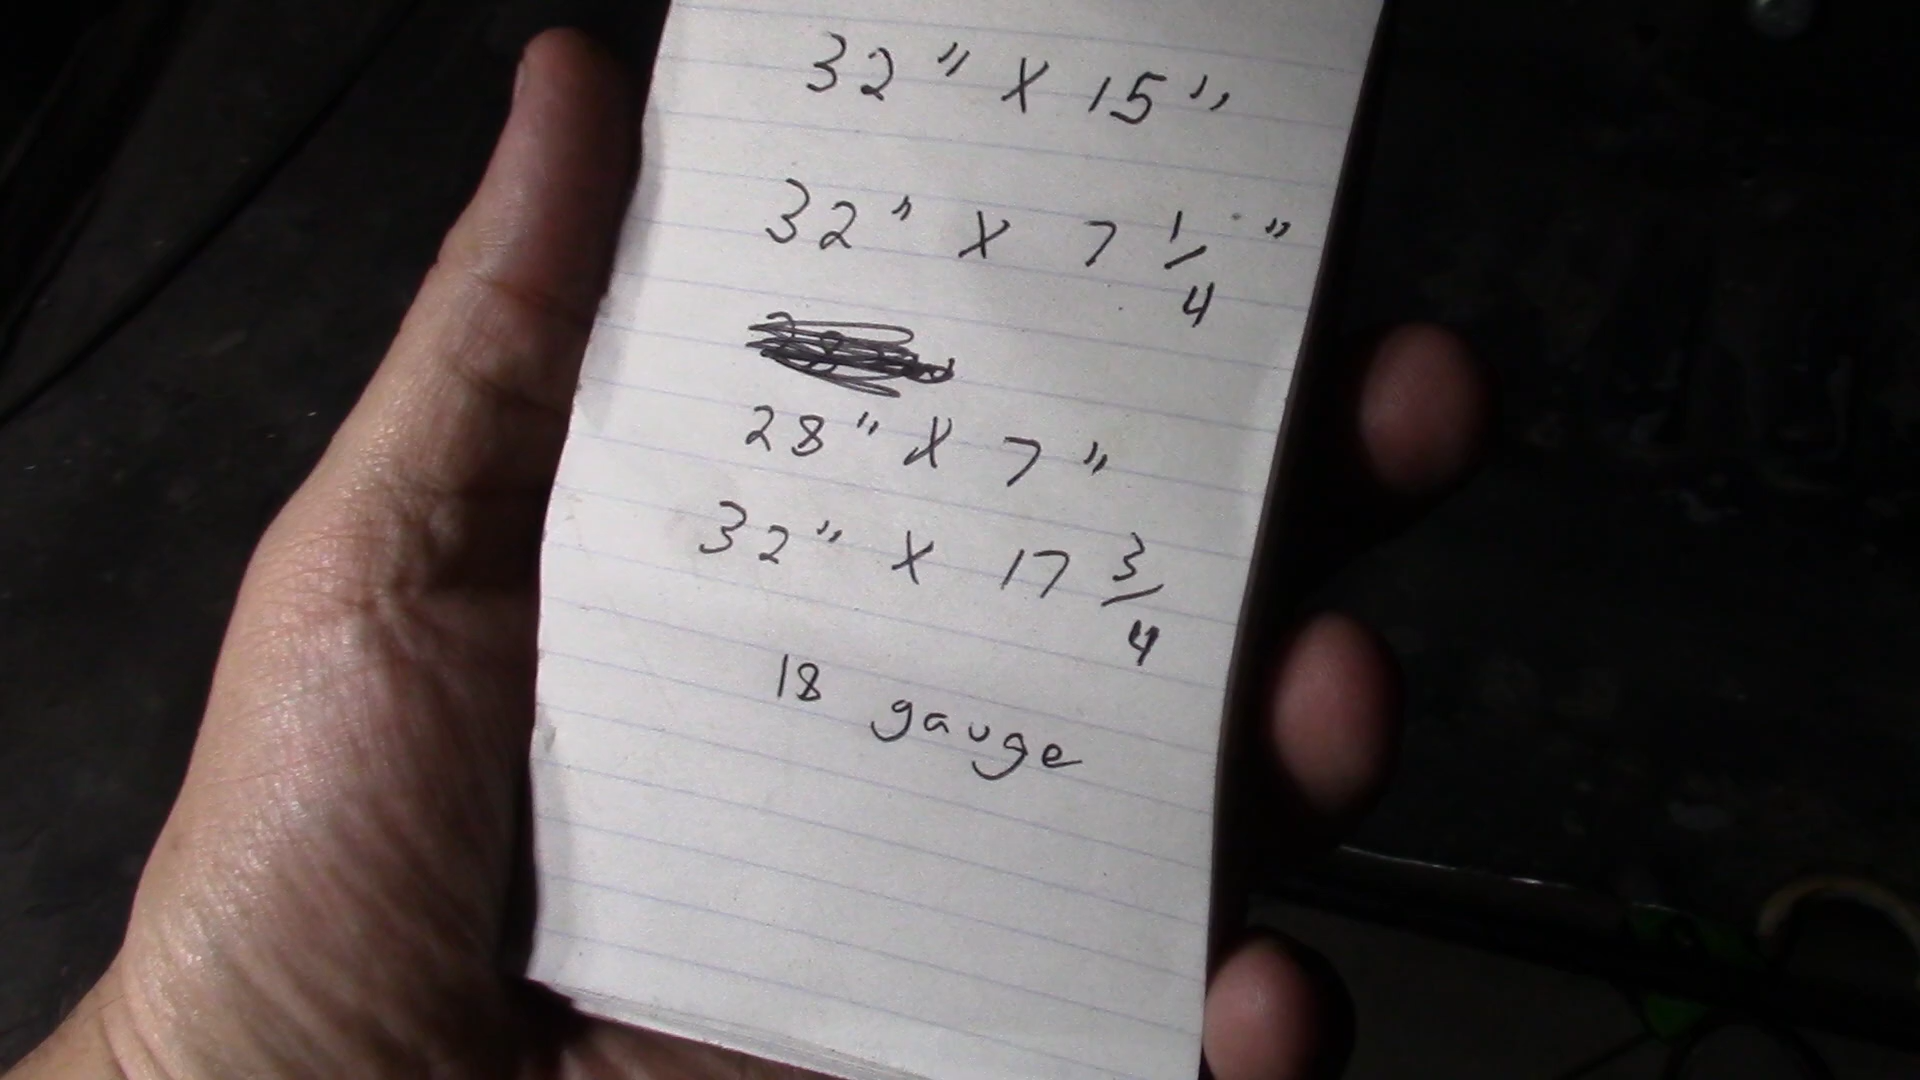 32" X 15"
32" X 7 1/4"
28" X 7"
32" X 17 3/4
18 gauge